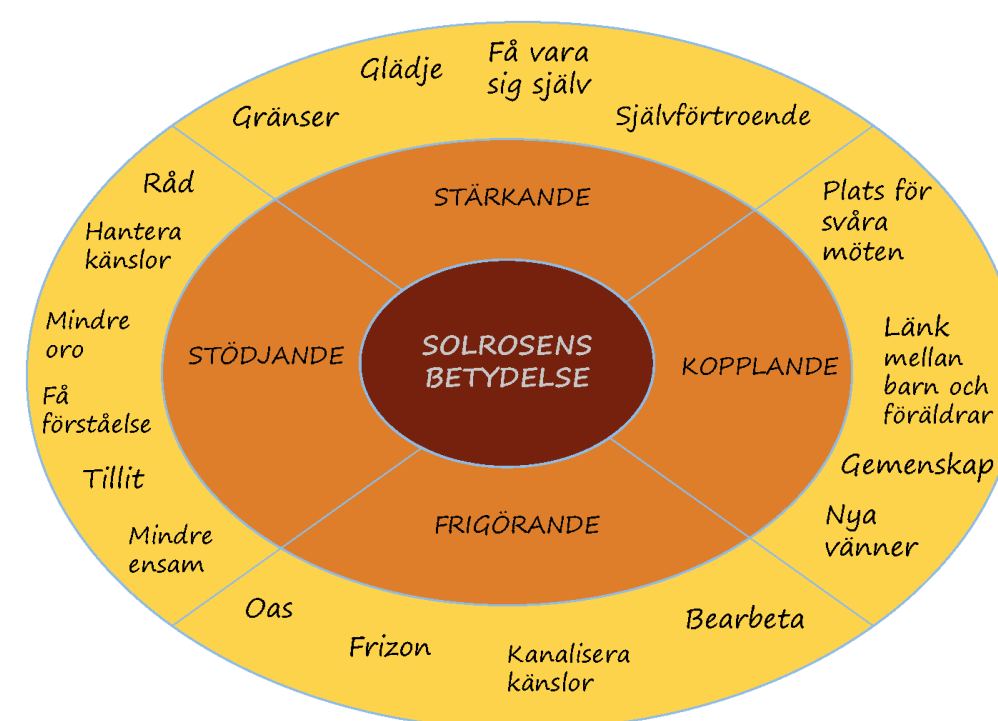 Glädje
Få vara
sig själv
Gränser
Självförtroende
Råd
Hantera
känslor
Mindre
oro
Få
förståelse
Tillit
Mindre
ensam
STÄRKANDE
STÖDJANDE
SOLROSENS
BETYDELSE
KOPPLANDE
FRIGÖRANDE
Plats för
svåra
möten
Länk
mellan
barn och
föräldrar
Gemenskap
Nya
vänner
Oas
Frizon
Kanalisera
känslor
Bearbeta